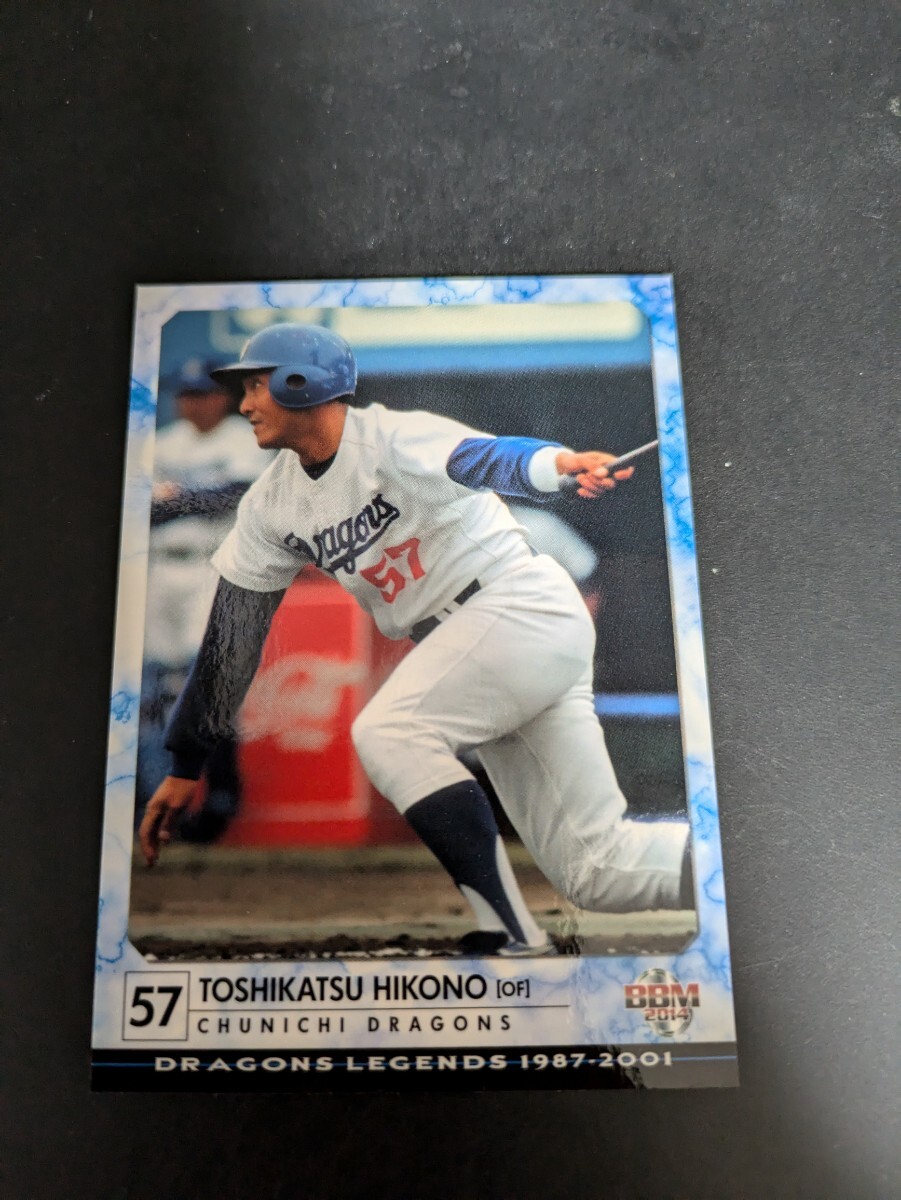 Dragons
57
57 TOSHIKATSU HIKONO [OF]
CHUNICHI DRAGONS
BBM
2014
DRAGONS LEGENDS 1987-2001